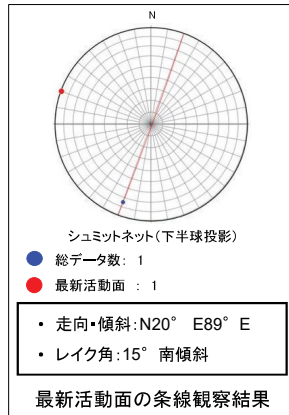 N
シュミットネット(下半球投影)
総データ数: 1
最新活動面 : 1
・ 走向・傾斜:N20° E89° E
・ レイク角:15° 南傾斜
最新活動面の条線観察結果